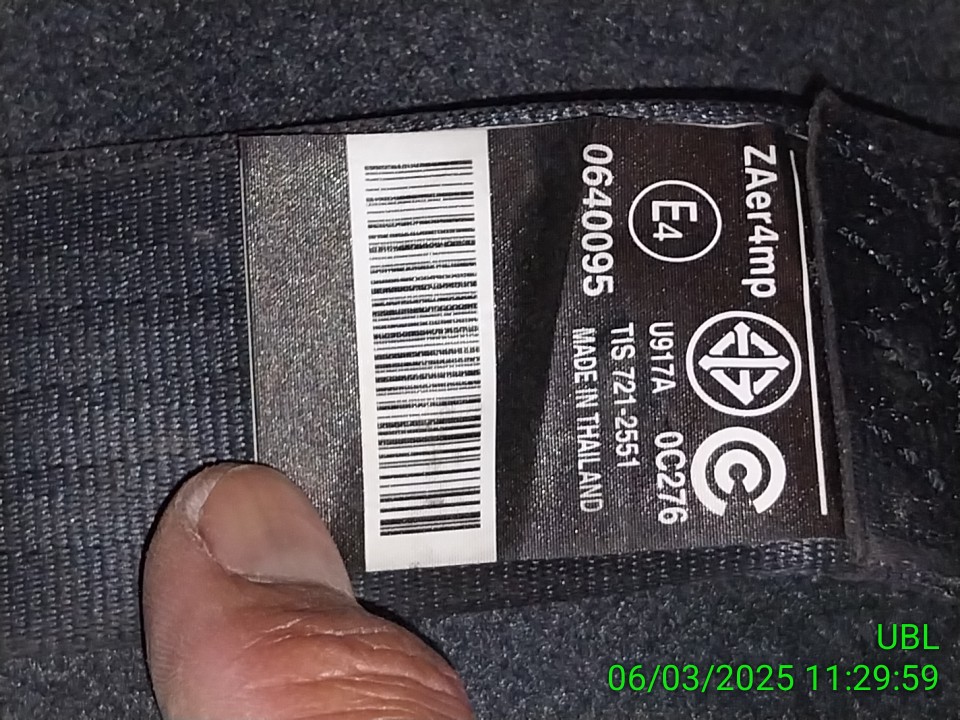 ZAer4mp
E4
0640095
C
U917A 0C276
TIS 721-2551
MADE IN THAILAND
UBL
06/03/2025 11:29:59